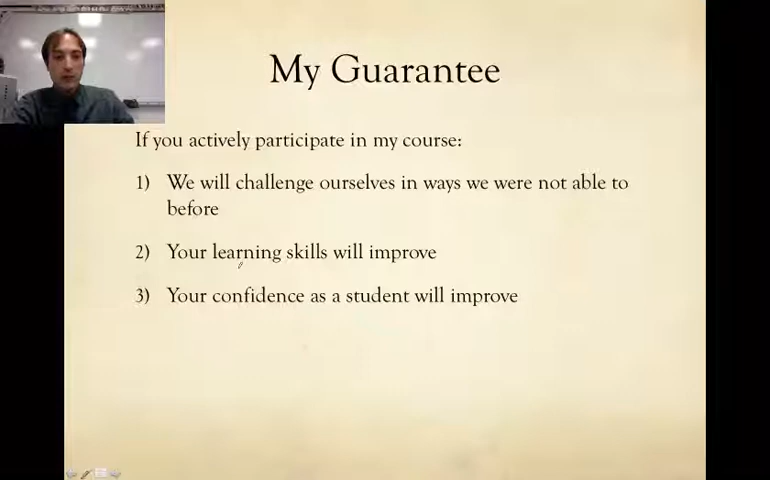 My Guarantee
If you actively participate in my course:
1) We will challenge ourselves in ways we were not able to
before
2) Your learning skills will improve
3) Your confidence as a student will improve